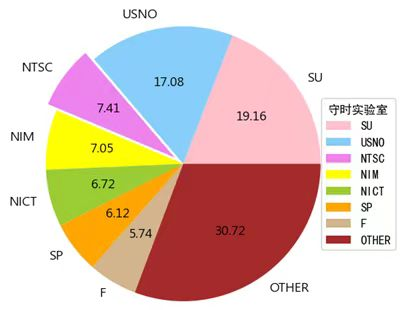 USNO
SU
NTSC
NIM
NICT
SP
F
OTHER
17.08
19.16
7.41
7.05
6.72
6.12
5.74
30.72
守时实验室
SU
USNO
NTSC
NIM
NICT
SP
F
OTHER